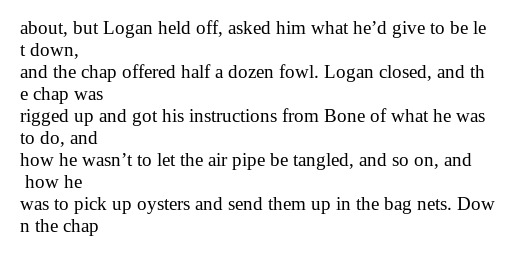 about, but Logan held off, asked him what he’d give to be le
t down,
and the chap offered half a dozen fowl. Logan closed, and th
e chap was
rigged up and got his instructions from Bone of what he was
to do, and
how he wasn’t to let the air pipe be tangled, and so on, and
how he
was to pick up oysters and send them up in the bag nets. Dow
n the chap